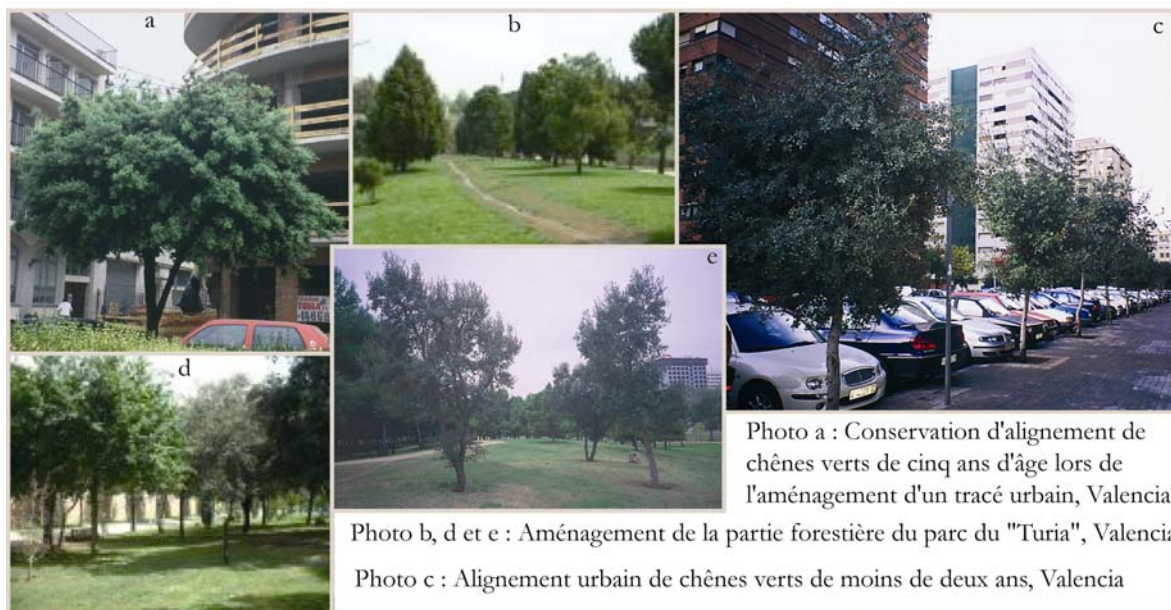 a
b
c
e
d
Photo a : Conservation d'alignement de
chênes verts de cinq ans d'âge lors de
l'aménagement d'un tracé urbain, Valencia
Photo b, d et e : Aménagement de la partie forestière du parc du "Turia", Valencia
Photo c : Alignement urbain de chênes verts de moins de deux ans, Valencia